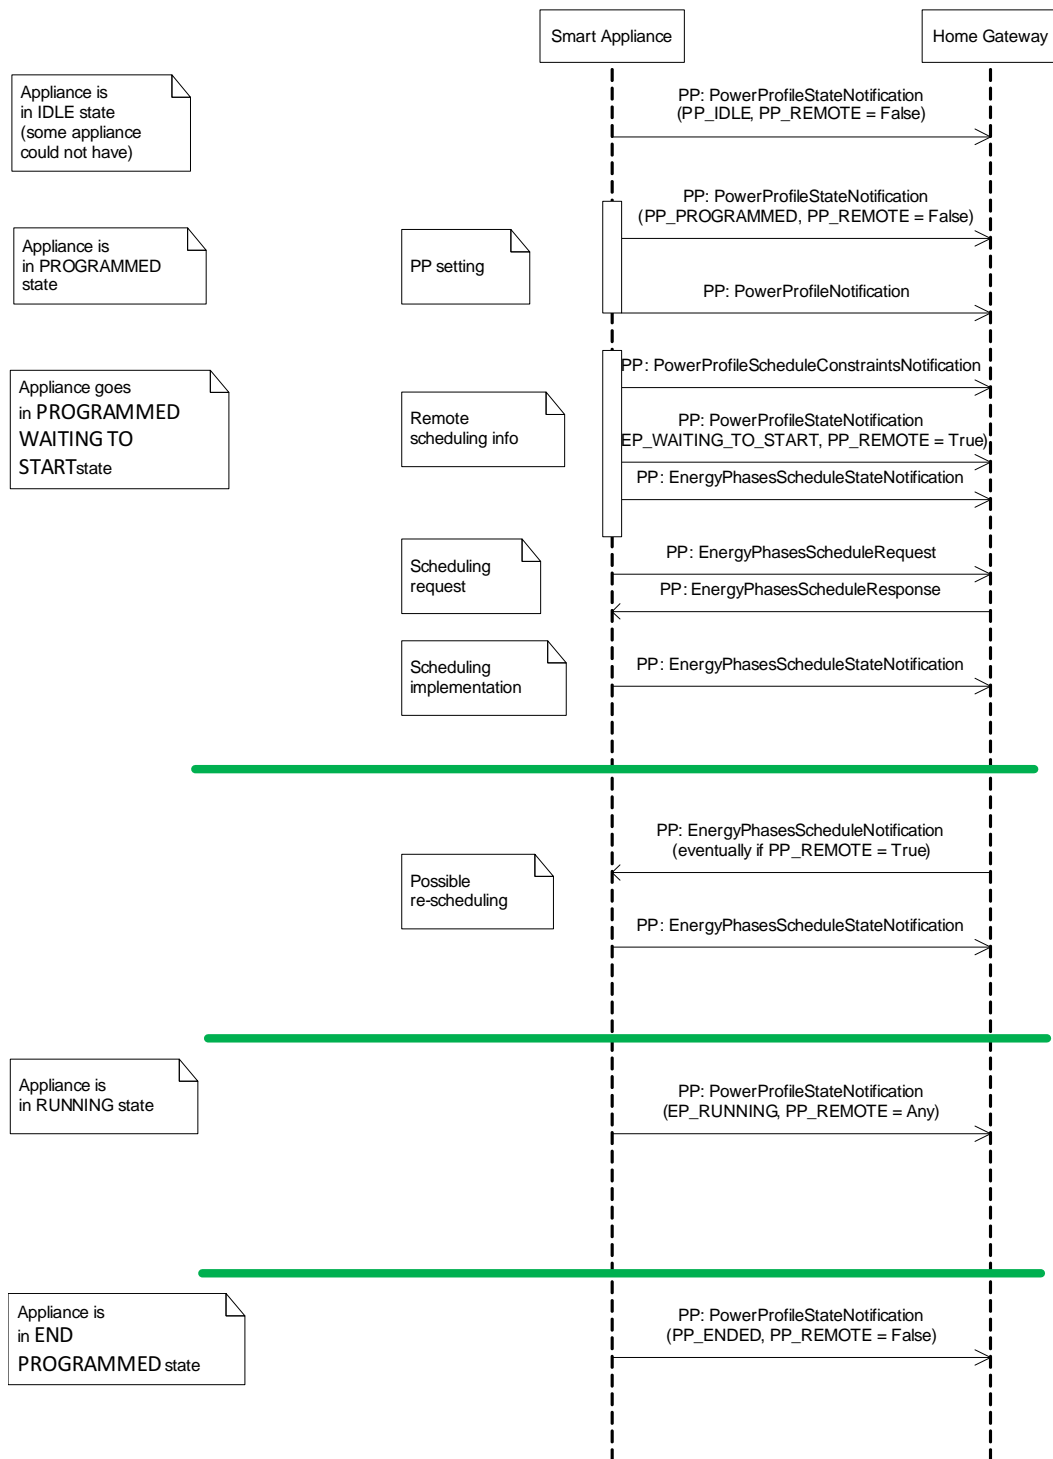 Smart Appliance
Home Gateway
Appliance is
in IDLE state
(some appliance
could not have)
PP: PowerProfileStateNotification
(PP_IDLE, PP_REMOTE = False)
Appliance is
in PROGRAMMED
state
PP setting
PP: PowerProfileStateNotification
(PP_PROGRAMMED, PP_REMOTE = False)
PP: PowerProfileNotification
Appliance goes
in PROGRAMMED
WAITING TO
START state
Remote
scheduling info
PP: PowerProfileScheduleConstraintsNotification
PP: PowerProfileStateNotification
EP_WAITING_TO_START, PP_REMOTE = True)
PP: EnergyPhasesScheduleStateNotification
Scheduling
request
PP: EnergyPhasesScheduleRequest
PP: EnergyPhasesScheduleResponse
Scheduling
implementation
PP: EnergyPhasesScheduleStateNotification
PP: EnergyPhasesScheduleNotification
(eventually if PP_REMOTE = True)
Possible
re-scheduling
PP: EnergyPhasesScheduleStateNotification
Appliance is
in RUNNING state
PP: PowerProfileStateNotification
(EP_RUNNING, PP_REMOTE = Any)
Appliance is
in END
PROGRAMMED state
PP: PowerProfileStateNotification
(PP_ENDED, PP_REMOTE = False)